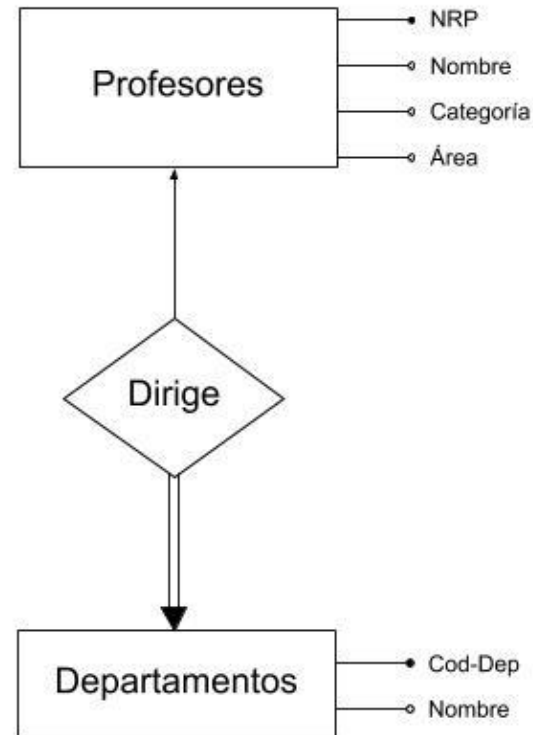 Profesores
NRP
Nombre
Categoría
Área
Dirige
Departamentos
Cod-Dep
Nombre